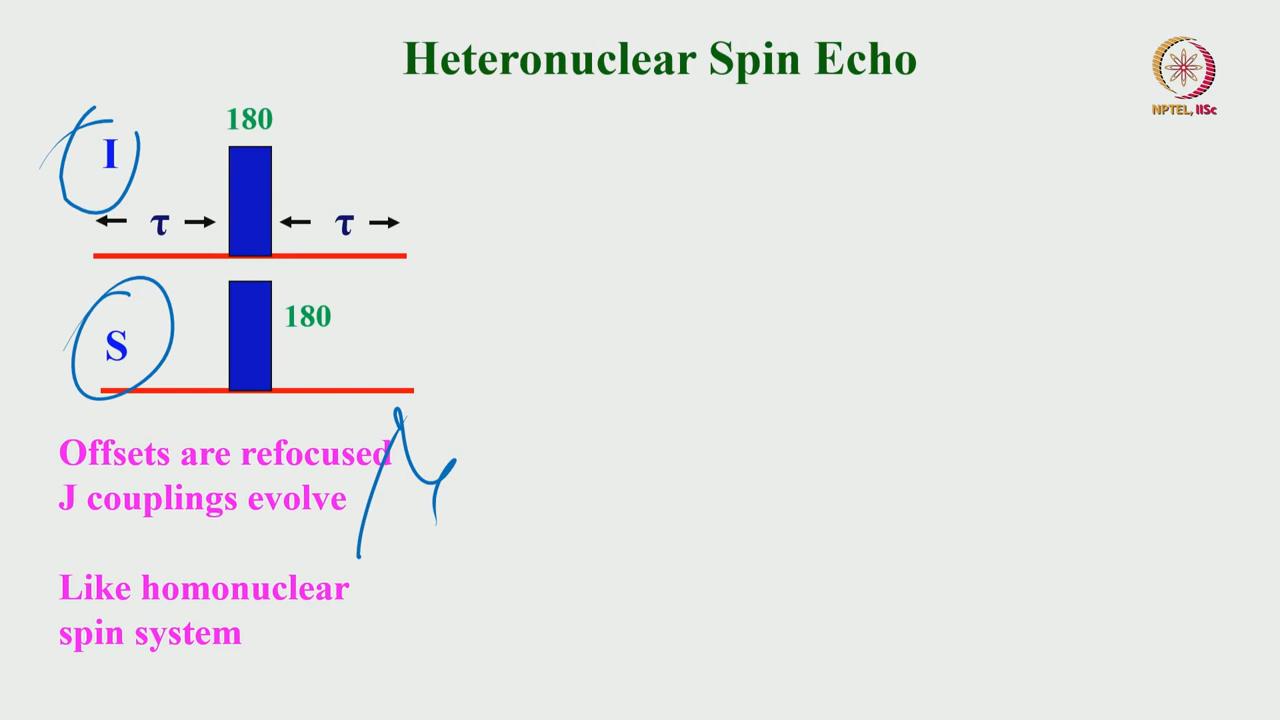 Heteronuclear Spin Echo
NPTEL, IISc
180
I
τ τ
180
S
Offsets are refocused
J couplings evolve
Like homonuclear
spin system